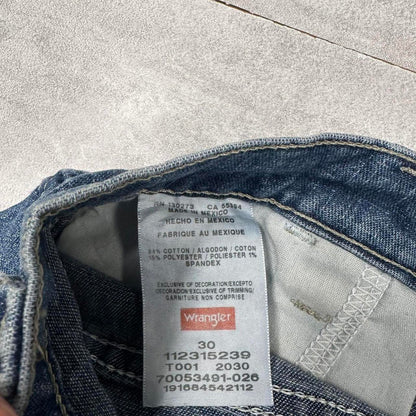 RN 130273 CA 55394
MADE IN MEXICO
HECHO EN MEXICO
FABRIQUE AU MEXIQUE
84% COTTON / ALGODON / COTON
15% POLYESTER / POLIESTER 1%
SPANDEX
EXCLUSIVE OF DECORATION/EXCEPTO
DECORACION/EXCLUSIVE OF TRIMMING/
GARNITURE NON COMPRISE
Wrangler
30
112315239
T001 2030
70053491-026
191684542112